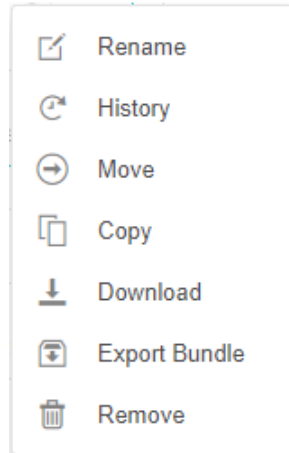 Rename
History
Move
Copy
Download
Export Bundle
Remove